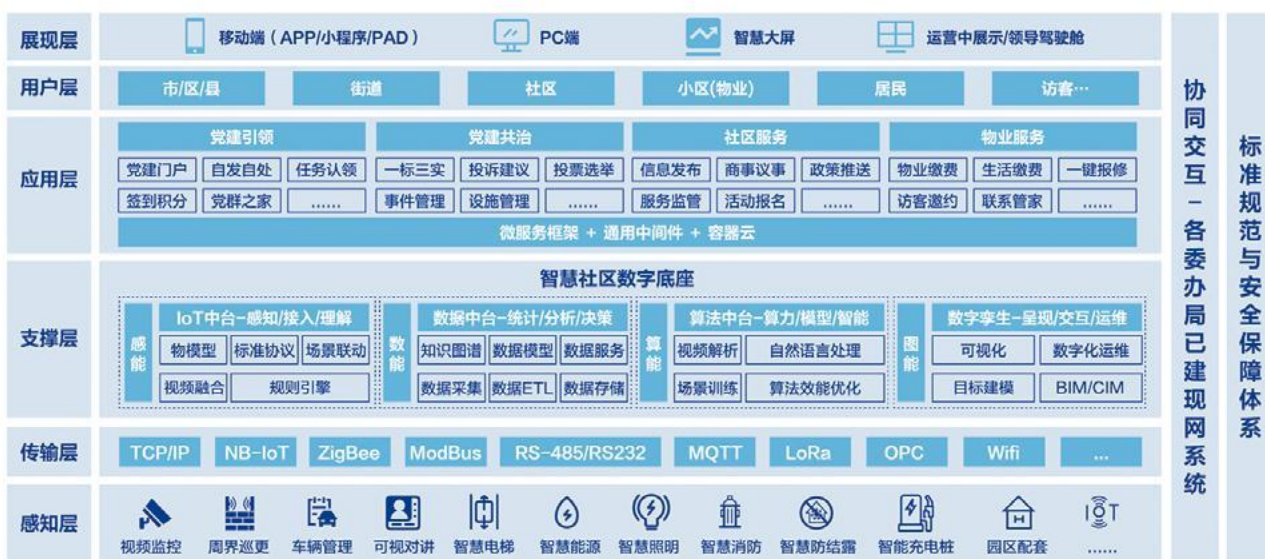 展现层
移动端（APP/小程序/PAD）
PC端
智慧大屏
运营中展示/领导驾驶舱
用户层
市/区/县
街道
社区
小区(物业)
居民
访客…
应用层
党建引领
党建共治
社区服务
物业服务
党建门户 自发自处 任务认领
一标三实 投诉建议 投票选举
信息发布 商事议事 政策推送
物业缴费 生活缴费 一键报修
签到积分 党群之家 ......
事件管理 设施管理 ......
服务监管 活动报名 ......
访客邀约 联系管家 ......
微服务框架 + 通用中间件 + 容器云
支撑层
智慧社区数字底座
感能
IoT中台-感知/接入/理解
物模型 标准协议 场景联动
视频融合 规则引擎
数能
数据中台-统计/分析/决策
知识图谱 数据模型 数据服务
数据采集 数据ETL 数据存储
算能
算法中台-算力/模型/智能
视频解析 自然语言处理
场景训练 算法效能优化
图能
数字孪生-呈现/交互/运维
可视化 数字化运维
目标建模 BIM/CIM
传输层
TCP/IP NB-IoT ZigBee ModBus RS-485/RS232 MQTT LoRa OPC Wifi ...
感知层
IOT
视频监控 周界巡更 车辆管理 可视对讲 智慧电梯 智慧能源 智慧照明 智慧消防 智慧防结露 智能充电桩 园区配套 ......
协同交互-各委办局已建现网系统
标准规范与安全保障体系